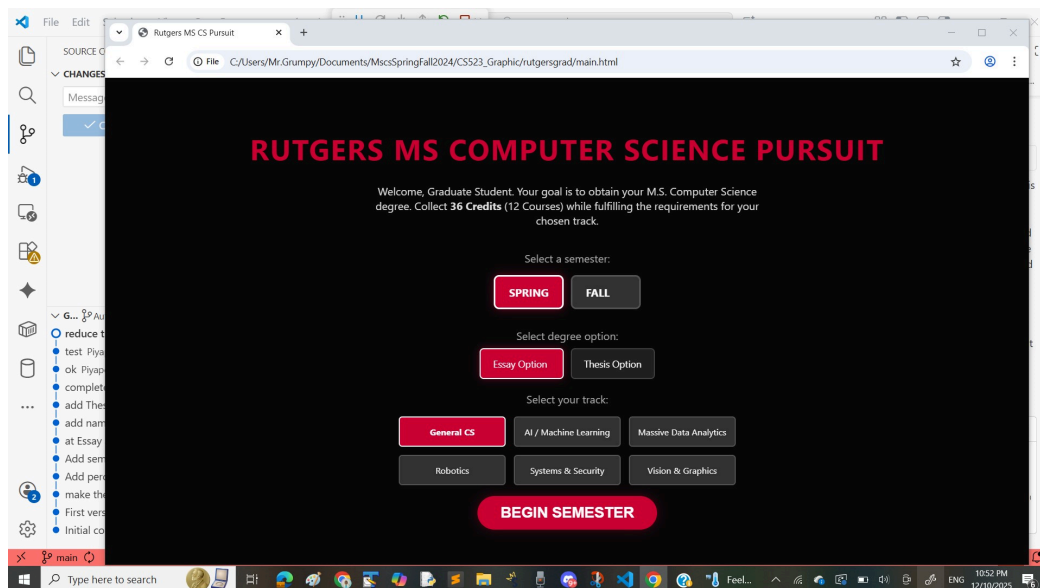 File Edit
Rutgers MS CS Pursuit
SOURCE C
File C:/Users/Mr.Grumpy/Documents/MscsSpringFall2024/CS523_Graphic/rutgersgrad/main.html
CHANGES
Messag
RUTGERS MS COMPUTER SCIENCE PURSUIT
Welcome, Graduate Student. Your goal is to obtain your M.S. Computer Science
degree. Collect 36 Credits (12 Courses) while fulfilling the requirements for your
chosen track.
Select a semester:
SPRING FALL
Select degree option:
Essay Option Thesis Option
Select your track:
General CS AI / Machine Learning Massive Data Analytics
Robotics Systems & Security Vision & Graphics
BEGIN SEMESTER
1
G... Au
reduce t
test Piya
ok Piyap
complete
add Thes
add nam
at Essay
Add sem
Add perc
make the
First vers
Initial co
2
main
Type here to search
Feel...
ENG
10:52 PM
12/10/2025
6